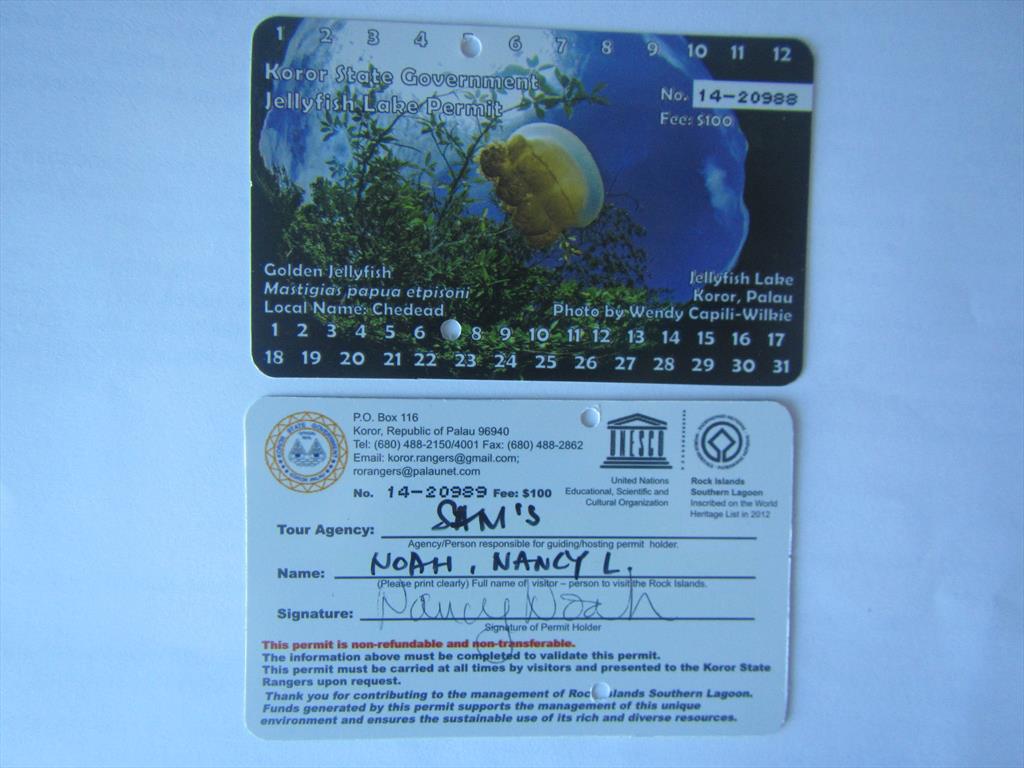 1 2 3 4 6 7 8 9 10 11 12
Koror State Government
Jellyfish Lake Permit
No. 14-20988
Fee: $100
Golden Jellyfish
Mastigias papua etpisoni
Local Name: Chedead
Jellyfish Lake
Koror, Palau
Photo by Wendy Capili-Wilkie
1 2 3 4 5 6 8 9 10 11 12 13 14 15 16 17
18 19 20 21 22 23 24 25 26 27 28 29 30 31
KOROR STATE GOVERNMENT
P.O. Box 116
Koror, Republic of Palau 96940
Tel: (680) 488-2150/4001 Fax: (680) 488-2862
Email: koror.rangers@gmail.com;
rorangers@palaunet.com
No. 14-20989 Fee: $100
UNESCO
United Nations
Educational, Scientific and
Cultural Organization
Rock Islands
Southern Lagoon
Inscribed on the World
Heritage List in 2012
Tour Agency: SAM'S
Agency/Person responsible for guiding/hosting permit holder.
Name: NOAH, NANCY L.
(Please print clearly) Full name of visitor – person to visit the Rock Islands.
Signature: Nancy Noah
Signature of Permit Holder
This permit is non-refundable and non-transferable.
The information above must be completed to validate this permit.
This permit must be carried at all times by visitors and presented to the Koror State
Rangers upon request.
Thank you for contributing to the management of Roc lands Southern Lagoon.
Funds generated by this permit supports the management of this unique
environment and ensures the sustainable use of its rich and diverse resources.